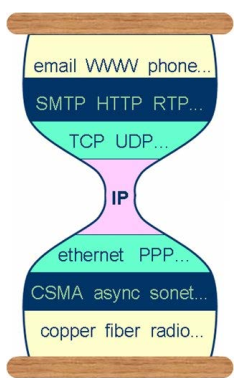 email WWW phone...
SMTP HTTP RTP...
TCP UDP...
IP
ethernet PPP...
CSMA async sonet...
copper fiber radio...